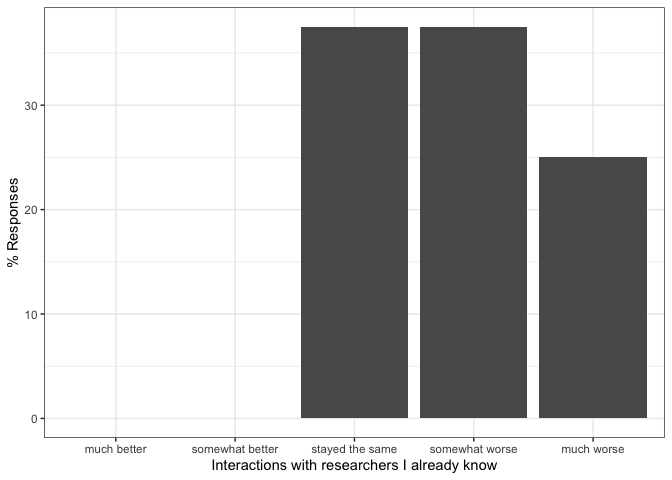 % Responses
30
20
10
0
much better somewhat better stayed the same somewhat worse much worse
Interactions with researchers I already know